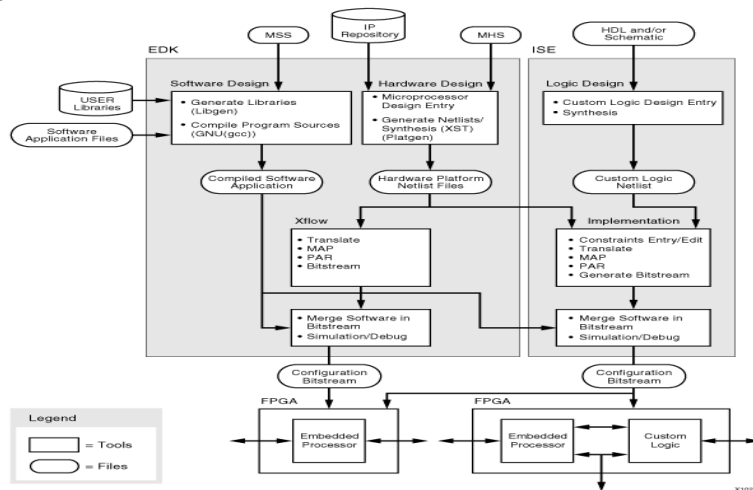 IP
Repository
MSS
MHS
HDL and/or
Schematic
EDK
ISE
Software Design
Hardware Design
Logic Design
USER
Libraries
Software
Application Files
• Generate Libraries
(Libgen)
• Compile Program Sources
(GNU(gcc))
• Microprocessor
Design Entry
• Generate Netlists/
Synthesis (XST)
(Platgen)
• Custom Logic Design Entry
• Synthesis
Compiled Software
Application
Hardware Platform
Netlist Files
Custom Logic
Netlist
Xflow
Implementation
• Translate
• MAP
• PAR
• Bitstream
• Constraints Entry/Edit
• Translate
• MAP
• PAR
• Generate Bitstream
• Merge Software in
Bitstream
• Simulation/Debug
• Merge Software in
Bitstream
• Simulation/Debug
Configuration
Bitstream
Configuration
Bitstream
FPGA
FPGA
Embedded
Processor
Embedded
Processor
Custom
Logic
Legend
= Tools
= Files